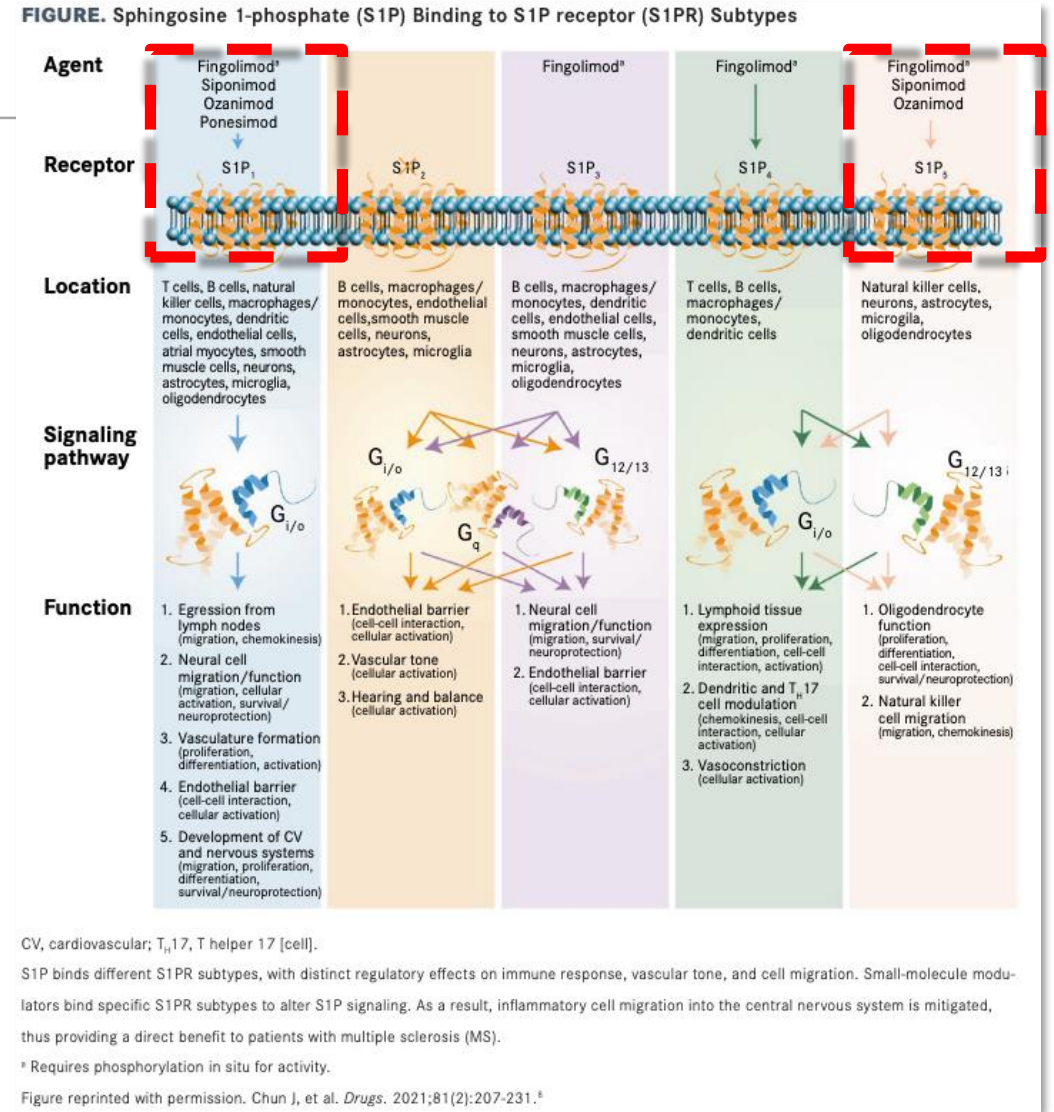 FIGURE. Sphingosine 1-phosphate (S1P) Binding to S1P receptor (S1PR) Subtypes
Agent
Fingolimodª
Siponimod
Ozanimod
Ponesimod
Fingolimodª
Fingolimodª
Fingolimodª
Siponimod
Ozanimod
Receptor
S1P₁
S1P₂
S1P₃
S1P₄
S1P₅
Location
T cells, B cells, natural
killer cells, macrophages/
monocytes, dendritic
cells, endothelial cells,
atrial myocytes, smooth
muscle cells, neurons,
astrocytes, microglia,
oligodendrocytes
B cells, macrophages/
monocytes, endothelial
cells,smooth muscle
cells, neurons,
astrocytes, microglia
B cells, macrophages/
monocytes, dendritic
cells, endothelial cells,
smooth muscle cells,
neurons, astrocytes,
microglia,
oligodendrocytes
T cells, B cells,
macrophages/
monocytes,
dendritic cells
Natural killer cells,
neurons, astrocytes,
microgila,
oligodendrocytes
Signaling
pathway
G i/o
G i/o
G q
G 12/13
G i/o
G 12/13 i
Function
1. Egression from
lymph nodes
(migration, chemokinesis)
2. Neural cell
migration/function
(migration, cellular
activation, survival/
neuroprotection)
3. Vasculature formation
(proliferation,
differentiation, activation)
4. Endothelial barrier
(cell-cell interaction,
cellular activation)
5. Development of CV
and nervous systems
(migration, proliferation,
differentiation,
survival/neuroprotection)
1.Endothelial barrier
(cell-cell interaction,
cellular activation)
2.Vascular tone
(cellular activation)
3.Hearing and balance
(cellular activation)
1. Neural cell
migration/function
(migration, survival/
neuroprotection)
2. Endothelial barrier
(cell-cell interaction,
cellular activation)
1. Lymphoid tissue
expression
(migration, proliferation,
differentiation, cell-cell
interaction, activation)
2. Dendritic and TH17
cell modulation
(chemokinesis, cell-cell
interaction, cellular
activation)
3. Vasoconstriction
(cellular activation)
1. Oligodendrocyte
function
(proliferation,
differentiation,
cell-cell interaction,
survival/neuroprotection)
2. Natural killer
cell migration
(migration, chemokinesis)
CV, cardiovascular; TH17, T helper 17 [cell].
S1P binds different S1PR subtypes, with distinct regulatory effects on immune response, vascular tone, and cell migration. Small-molecule modu-
lators bind specific S1PR subtypes to alter S1P signaling. As a result, inflammatory cell migration into the central nervous system is mitigated,
thus providing a direct benefit to patients with multiple sclerosis (MS).
ª Requires phosphorylation in situ for activity.
Figure reprinted with permission. Chun J, et al. Drugs. 2021;81(2):207-231.⁶